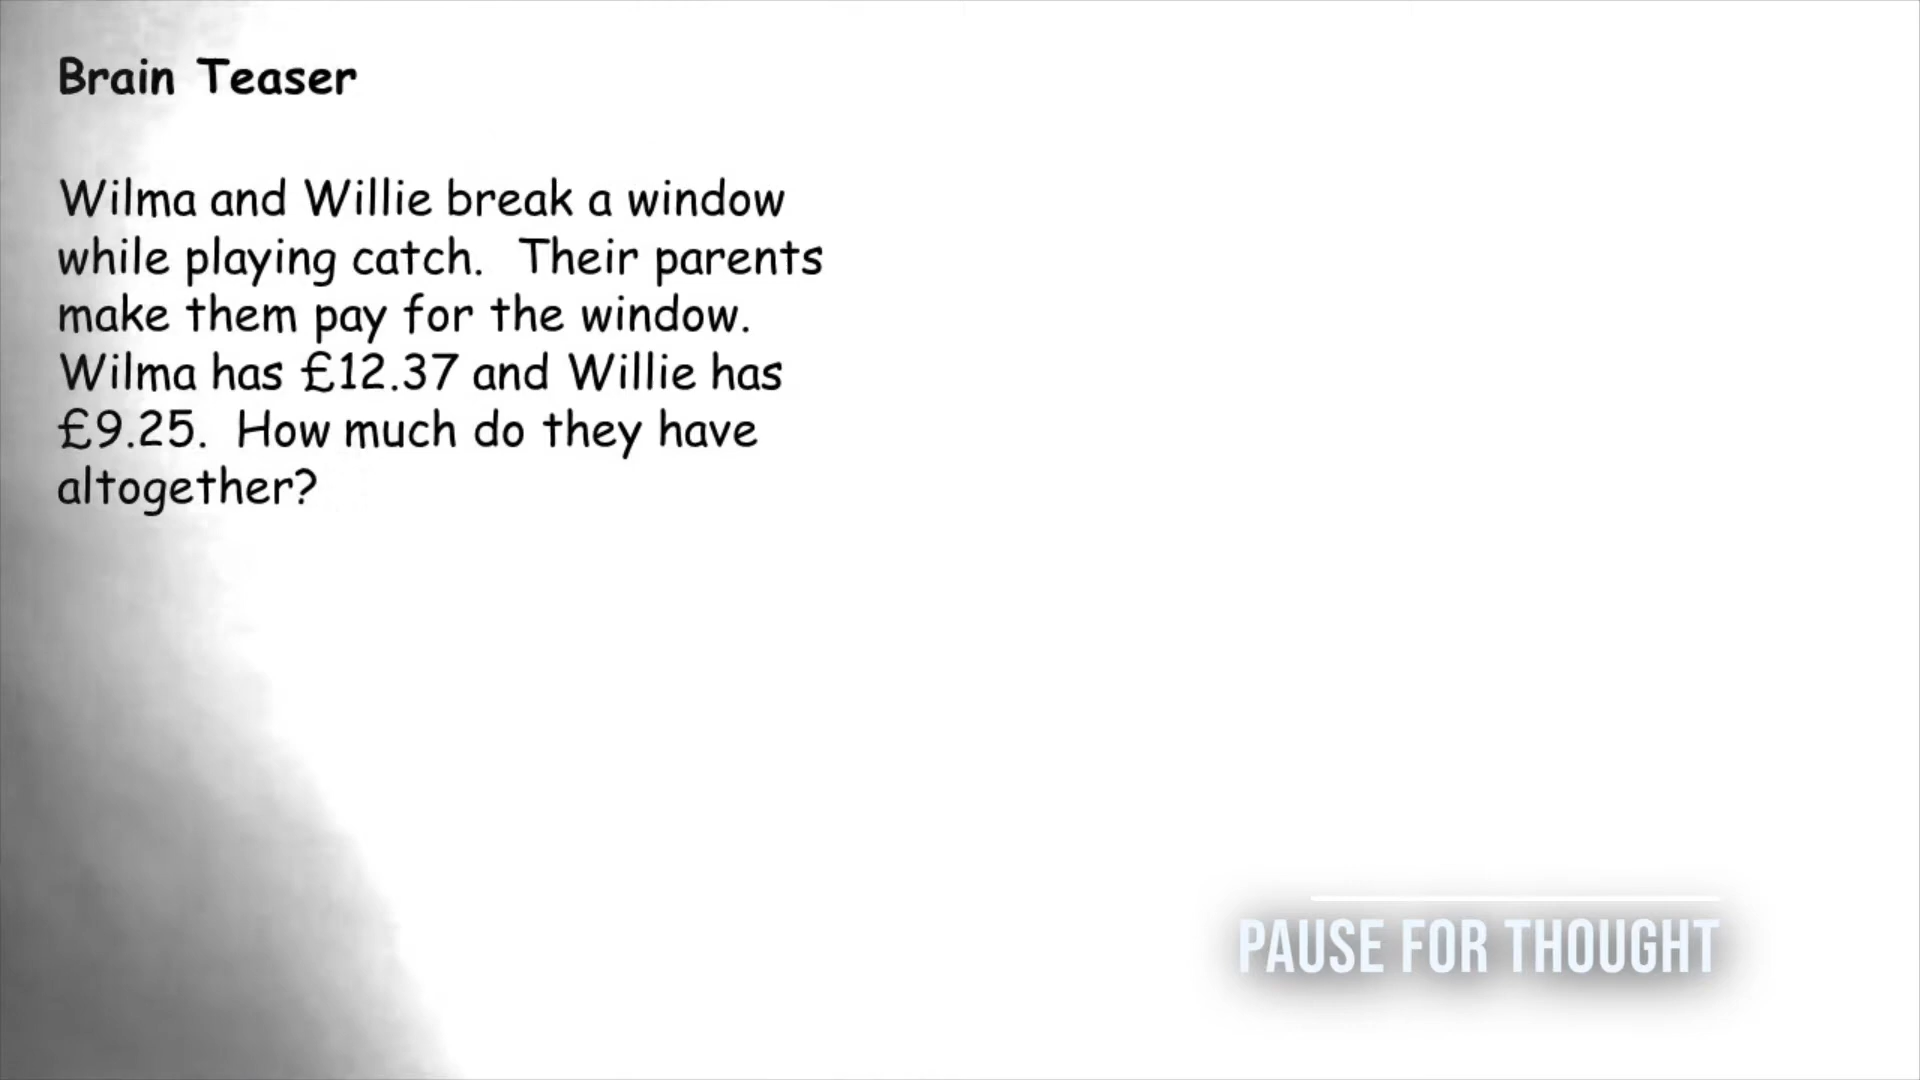 Brain Teaser
Wilma and Willie break a window
while playing catch. Their parents
make them pay for the window.
Wilma has £12.37 and Willie has
£9.25. How much do they have
altogether?
PAUSE FOR THOUGHT